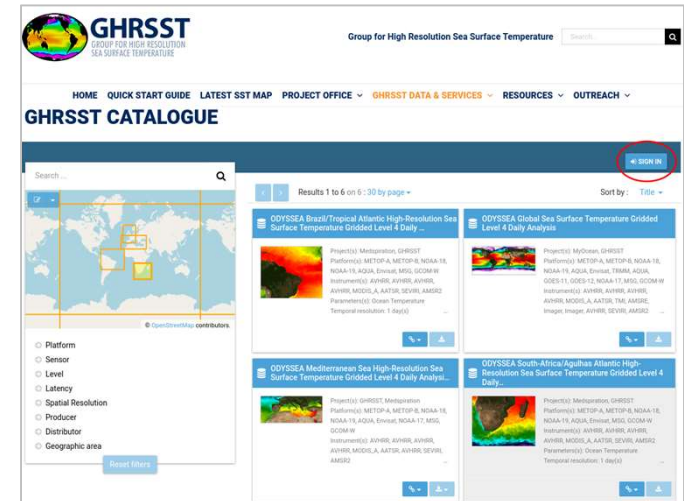 GHRSST
GROUP FOR HIGH RESOLUTION
SEA SURFACE TEMPERATURE
Group for High Resolution Sea Surface Temperature
Search...
HOME QUICK START GUIDE LATEST SST MAP PROJECT OFFICE GHRSST DATA & SERVICES RESOURCES OUTREACH
GHRSST CATALOGUE
SIGN IN
Search ...
Results 1 to 6 on 6 : 30 by page
Sort by : Title
© OpenStreetMap contributors.
Platform
Sensor
Level
Latency
Spatial Resolution
Producer
Distributor
Geographic area
Reset filters
ODYSSEA Brazil/Tropical Atlantic High-Resolution Sea
Surface Temperature Gridded Level 4 Daily ...
Project(s): Medspiration, GHRSST
Platform(s): METOP-A, METOP-B, NOAA-18,
NOAA-19, AQUA, Envisat, MSG, GCOM-W
Instrument(s): AVHRR, AVHRR, AVHRR,
AVHRR, MODIS_A, AATSR, SEVIRI, AMSR2
Parameters(s): Ocean Temperature
Temporal resolution: 1 day(s) ...
ODYSSEA Global Sea Surface Temperature Gridded
Level 4 Daily Analysis
Project(s): MyOcean, GHRSST
Platform(s): METOP-A, METOP-B, NOAA-18,
NOAA-19, AQUA, Envisat, TRMM, AQUA,
GOES-11, GOES-12, NOAA-17, MSG, GCOM-W
Instrument(s): AVHRR, AVHRR, AVHRR,
AVHRR, MODIS_A, AATSR, TMI, AMSRE,
Imager, Imager, AVHRR, SEVIRI, AMSR2 ...
ODYSSEA Mediterranean Sea High-Resolution Sea
Surface Temperature Gridded Level 4 Daily Analysi...
Project(s): GHRSST, Medspiration
Platform(s): METOP-A, METOP-B, NOAA-18,
NOAA-19, AQUA, Envisat, NOAA-17, MSG,
GCOM-W
Instrument(s): AVHRR, AVHRR, AVHRR,
AVHRR, MODIS_A, AATSR, AVHRR, SEVIRI,
AMSR2 ...
ODYSSEA South-Africa/Agulhas Atlantic High-
Resolution Sea Surface Temperature Gridded Level 4
Daily...
Project(s): Medspiration, GHRSST
Platform(s): METOP-A, METOP-B, NOAA-18,
NOAA-19, AQUA, Envisat, MSG, GCOM-W
Instrument(s): AVHRR, AVHRR, AVHRR,
AVHRR, MODIS_A, AATSR, SEVIRI, AMSR2
Parameters(s): Ocean Temperature
Temporal resolution: 1 day(s) ...